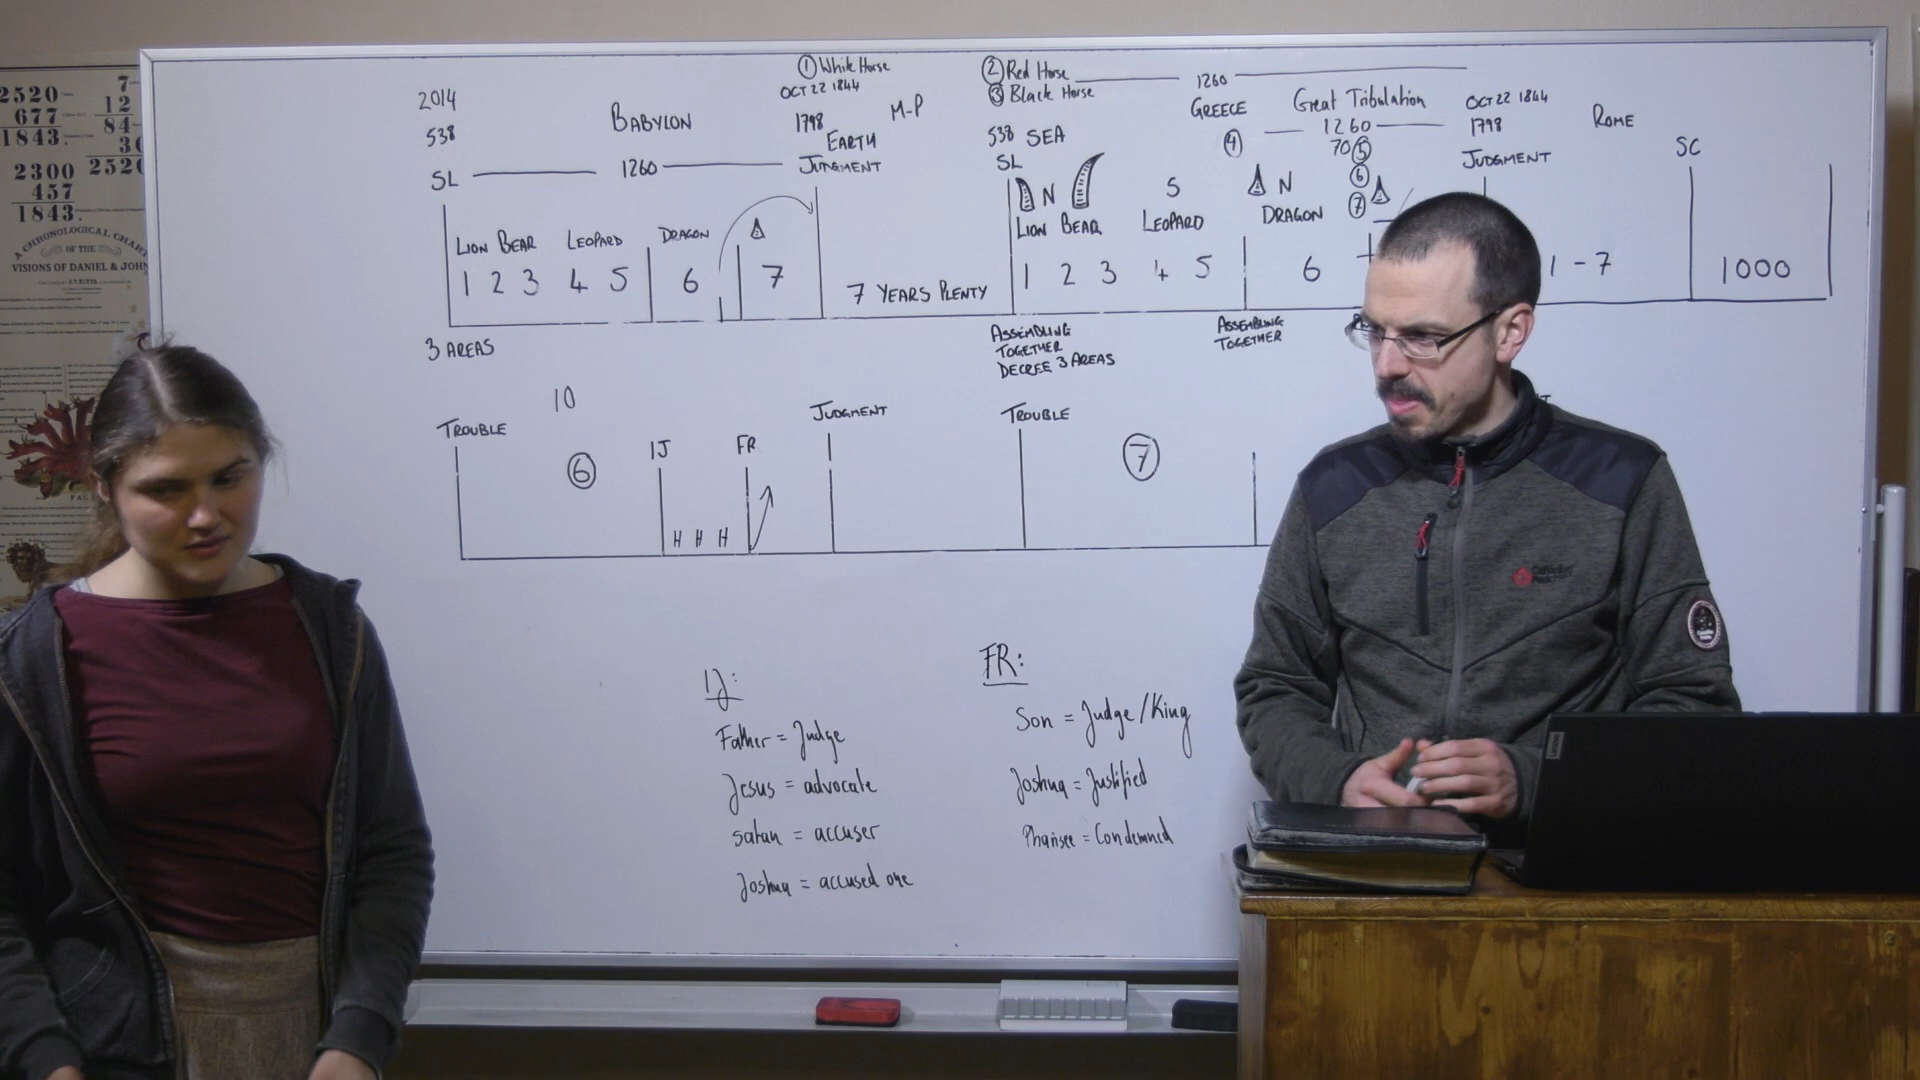 2520
677
1843
2300
457
1843.
7
12
84
2520
A CHRONOLOGICAL CHART
OF THE
VISIONS OF DANIEL & JOHN
① White Horse
OCT 22 1844
2014
538
BABYLON
1798
M-P
EARTH
JUDGMENT
SL
1260
LION BEAR
LEOPARD
DRAGON
1 2 3 4 5
6
7
7 YEARS PLENTY
3 AREAS
② Red Horse
1260
③ Black Horse
GREECE
Great Tribulation
OCT 22 1844
538 SEA
④
1260
1798
ROME
SL
70 ⑤
JUDGMENT
SC
N
S
N
⑥
⑦
LION BEAR
LEOPARD
DRAGON
1 2 3 4 5
6
1-7
1000
ASSEMBLING
TOGETHER
DECREE 3 AREAS
ASSEMBLING
TOGETHER
10
TROUBLE
⑥
IJ
FR
JUDGMENT
H H H
TROUBLE
⑦
IJ:
Father = Judge
Jesus = advocate
satan = accuser
Joshua = accused one
FR:
Son = Judge/King
Joshua = Justified
Pharisee = Condemned
Lenovo